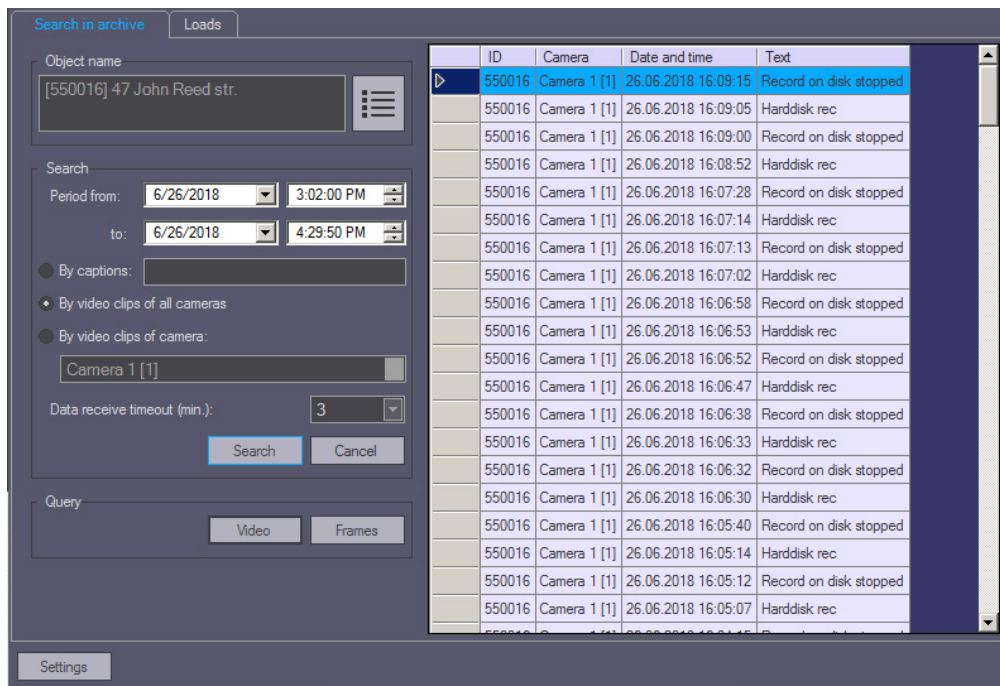 Search in archive Loads
Object name
[550016] 47 John Reed str.
Search
Period from: 6/26/2018 3:02:00 PM
to: 6/26/2018 4:29:50 PM
By captions:
By video clips of all cameras
By video clips of camera:
Camera 1 [1]
Data receive timeout (min.): 3
Search Cancel
Query
Video Frames
Settings
ID Camera Date and time Text
550016 Camera 1 [1] 26.06.2018 16:09:15 Record on disk stopped
550016 Camera 1 [1] 26.06.2018 16:09:05 Harddisk rec
550016 Camera 1 [1] 26.06.2018 16:09:00 Record on disk stopped
550016 Camera 1 [1] 26.06.2018 16:08:52 Harddisk rec
550016 Camera 1 [1] 26.06.2018 16:07:28 Record on disk stopped
550016 Camera 1 [1] 26.06.2018 16:07:14 Harddisk rec
550016 Camera 1 [1] 26.06.2018 16:07:13 Record on disk stopped
550016 Camera 1 [1] 26.06.2018 16:07:02 Harddisk rec
550016 Camera 1 [1] 26.06.2018 16:06:58 Record on disk stopped
550016 Camera 1 [1] 26.06.2018 16:06:53 Harddisk rec
550016 Camera 1 [1] 26.06.2018 16:06:52 Record on disk stopped
550016 Camera 1 [1] 26.06.2018 16:06:47 Harddisk rec
550016 Camera 1 [1] 26.06.2018 16:06:38 Record on disk stopped
550016 Camera 1 [1] 26.06.2018 16:06:33 Harddisk rec
550016 Camera 1 [1] 26.06.2018 16:06:32 Record on disk stopped
550016 Camera 1 [1] 26.06.2018 16:06:30 Harddisk rec
550016 Camera 1 [1] 26.06.2018 16:05:40 Record on disk stopped
550016 Camera 1 [1] 26.06.2018 16:05:14 Harddisk rec
550016 Camera 1 [1] 26.06.2018 16:05:12 Record on disk stopped
550016 Camera 1 [1] 26.06.2018 16:05:07 Harddisk rec